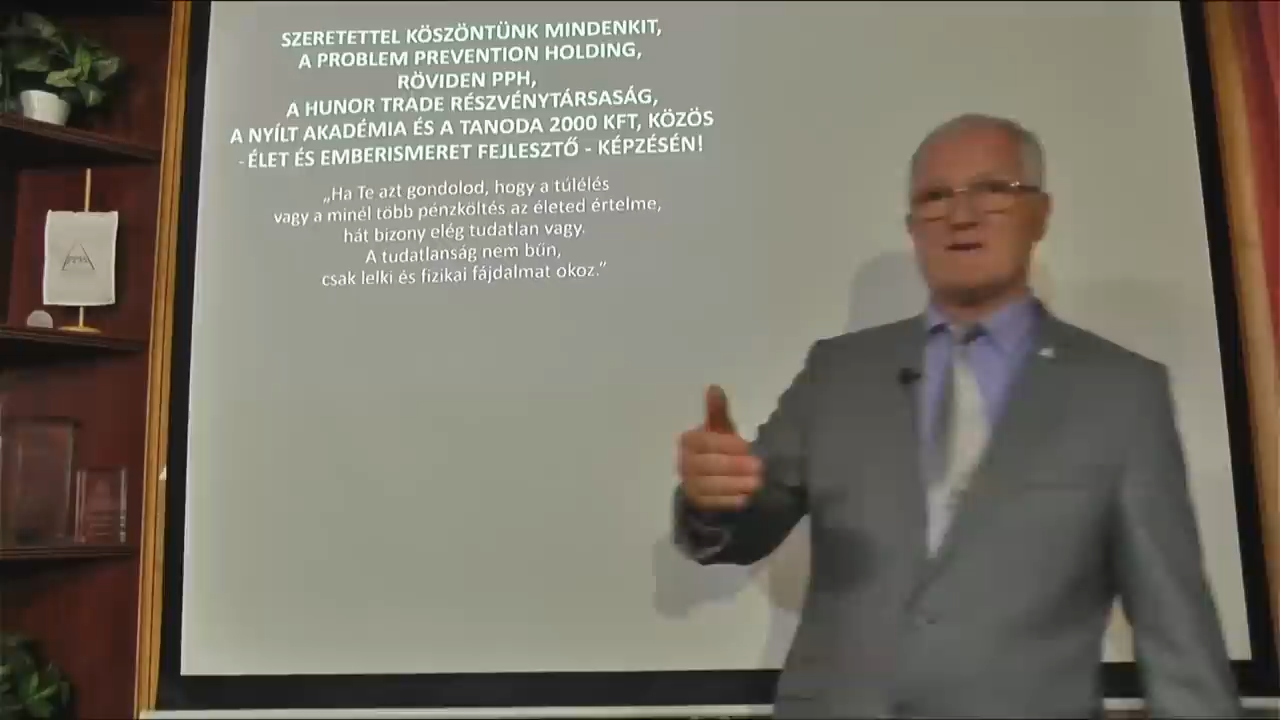 SZERETETTEL KÖSZÖNTÜNK MINDENKIT,
A PROBLEM PREVENTION HOLDING,
RÖVIDEN PPH,
A HUNOR TRADE RÉSZVÉNYTÁRSASÁG,
A NYÍLT AKADÉMIA ÉS A TANODA 2000 KFT, KÖZÖS
- ÉLET ÉS EMBERISMERET FEJLESZTŐ - KÉPZÉSÉN!
„Ha Te azt gondolod, hogy a túlélés
vagy a minél több pénzköltés az életed értelme,
hát bizony elég tudatlan vagy.
A tudatlanság nem bűn,
csak lelki és fizikai fájdalmat okoz.”